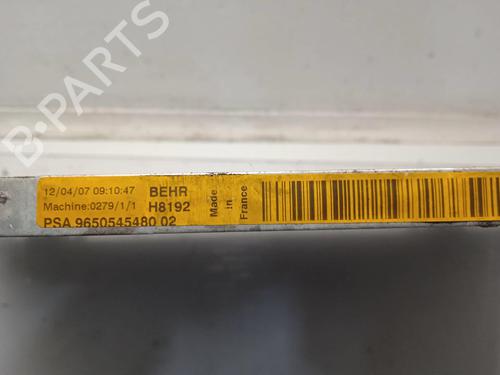 B-PARTS
12/04/07 09:10:47 BEHR
Machine:0279/1/1 H8192
PSA 9650545480 02
Made in France